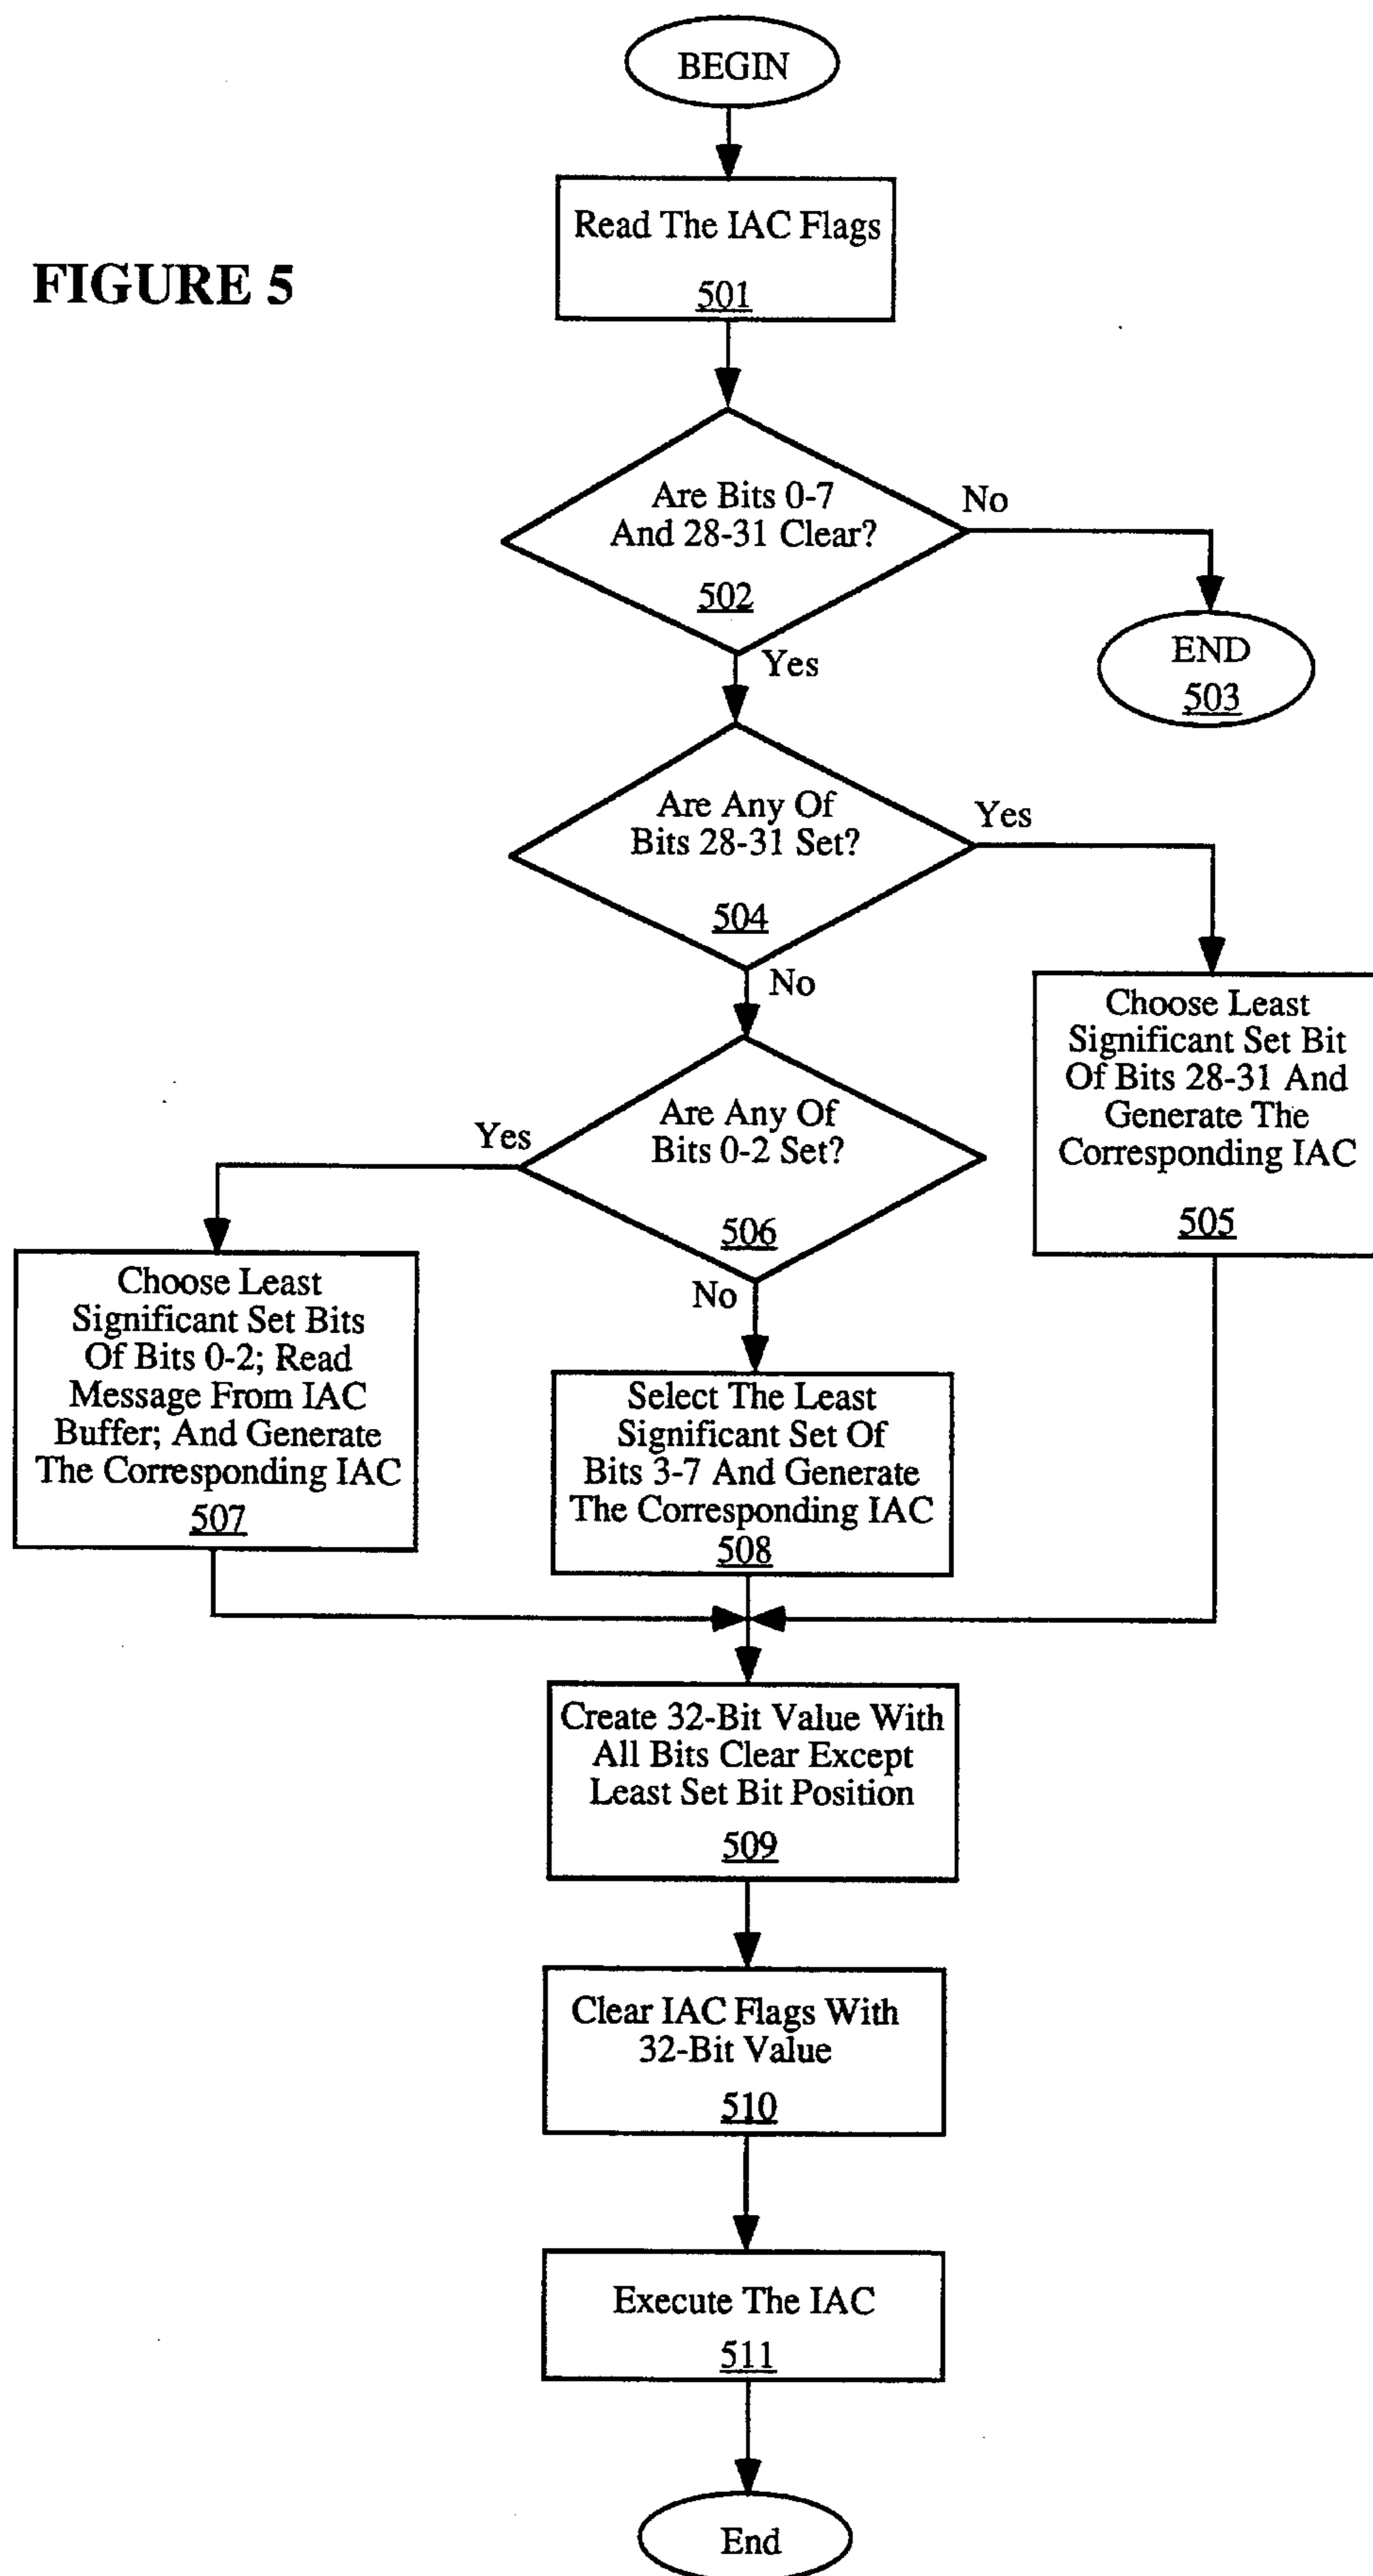 BEGIN
Read The IAC Flags
501
FIGURE 5
Are Bits 0-7
And 28-31 Clear?
502
No
END
503
Yes
Are Any Of
Bits 28-31 Set?
504
Yes
No
Choose Least
Significant Set Bit
Of Bits 28-31 And
Generate The
Corresponding IAC
505
Are Any Of
Bits 0-2 Set?
506
Yes
No
Choose Least
Significant Set Bits
Of Bits 0-2; Read
Message From IAC
Buffer; And Generate
The Corresponding IAC
507
Select The Least
Significant Set Of
Bits 3-7 And Generate
The Corresponding IAC
508
Create 32-Bit Value With
All Bits Clear Except
Least Set Bit Position
509
Clear IAC Flags With
32-Bit Value
510
Execute The IAC
511
End